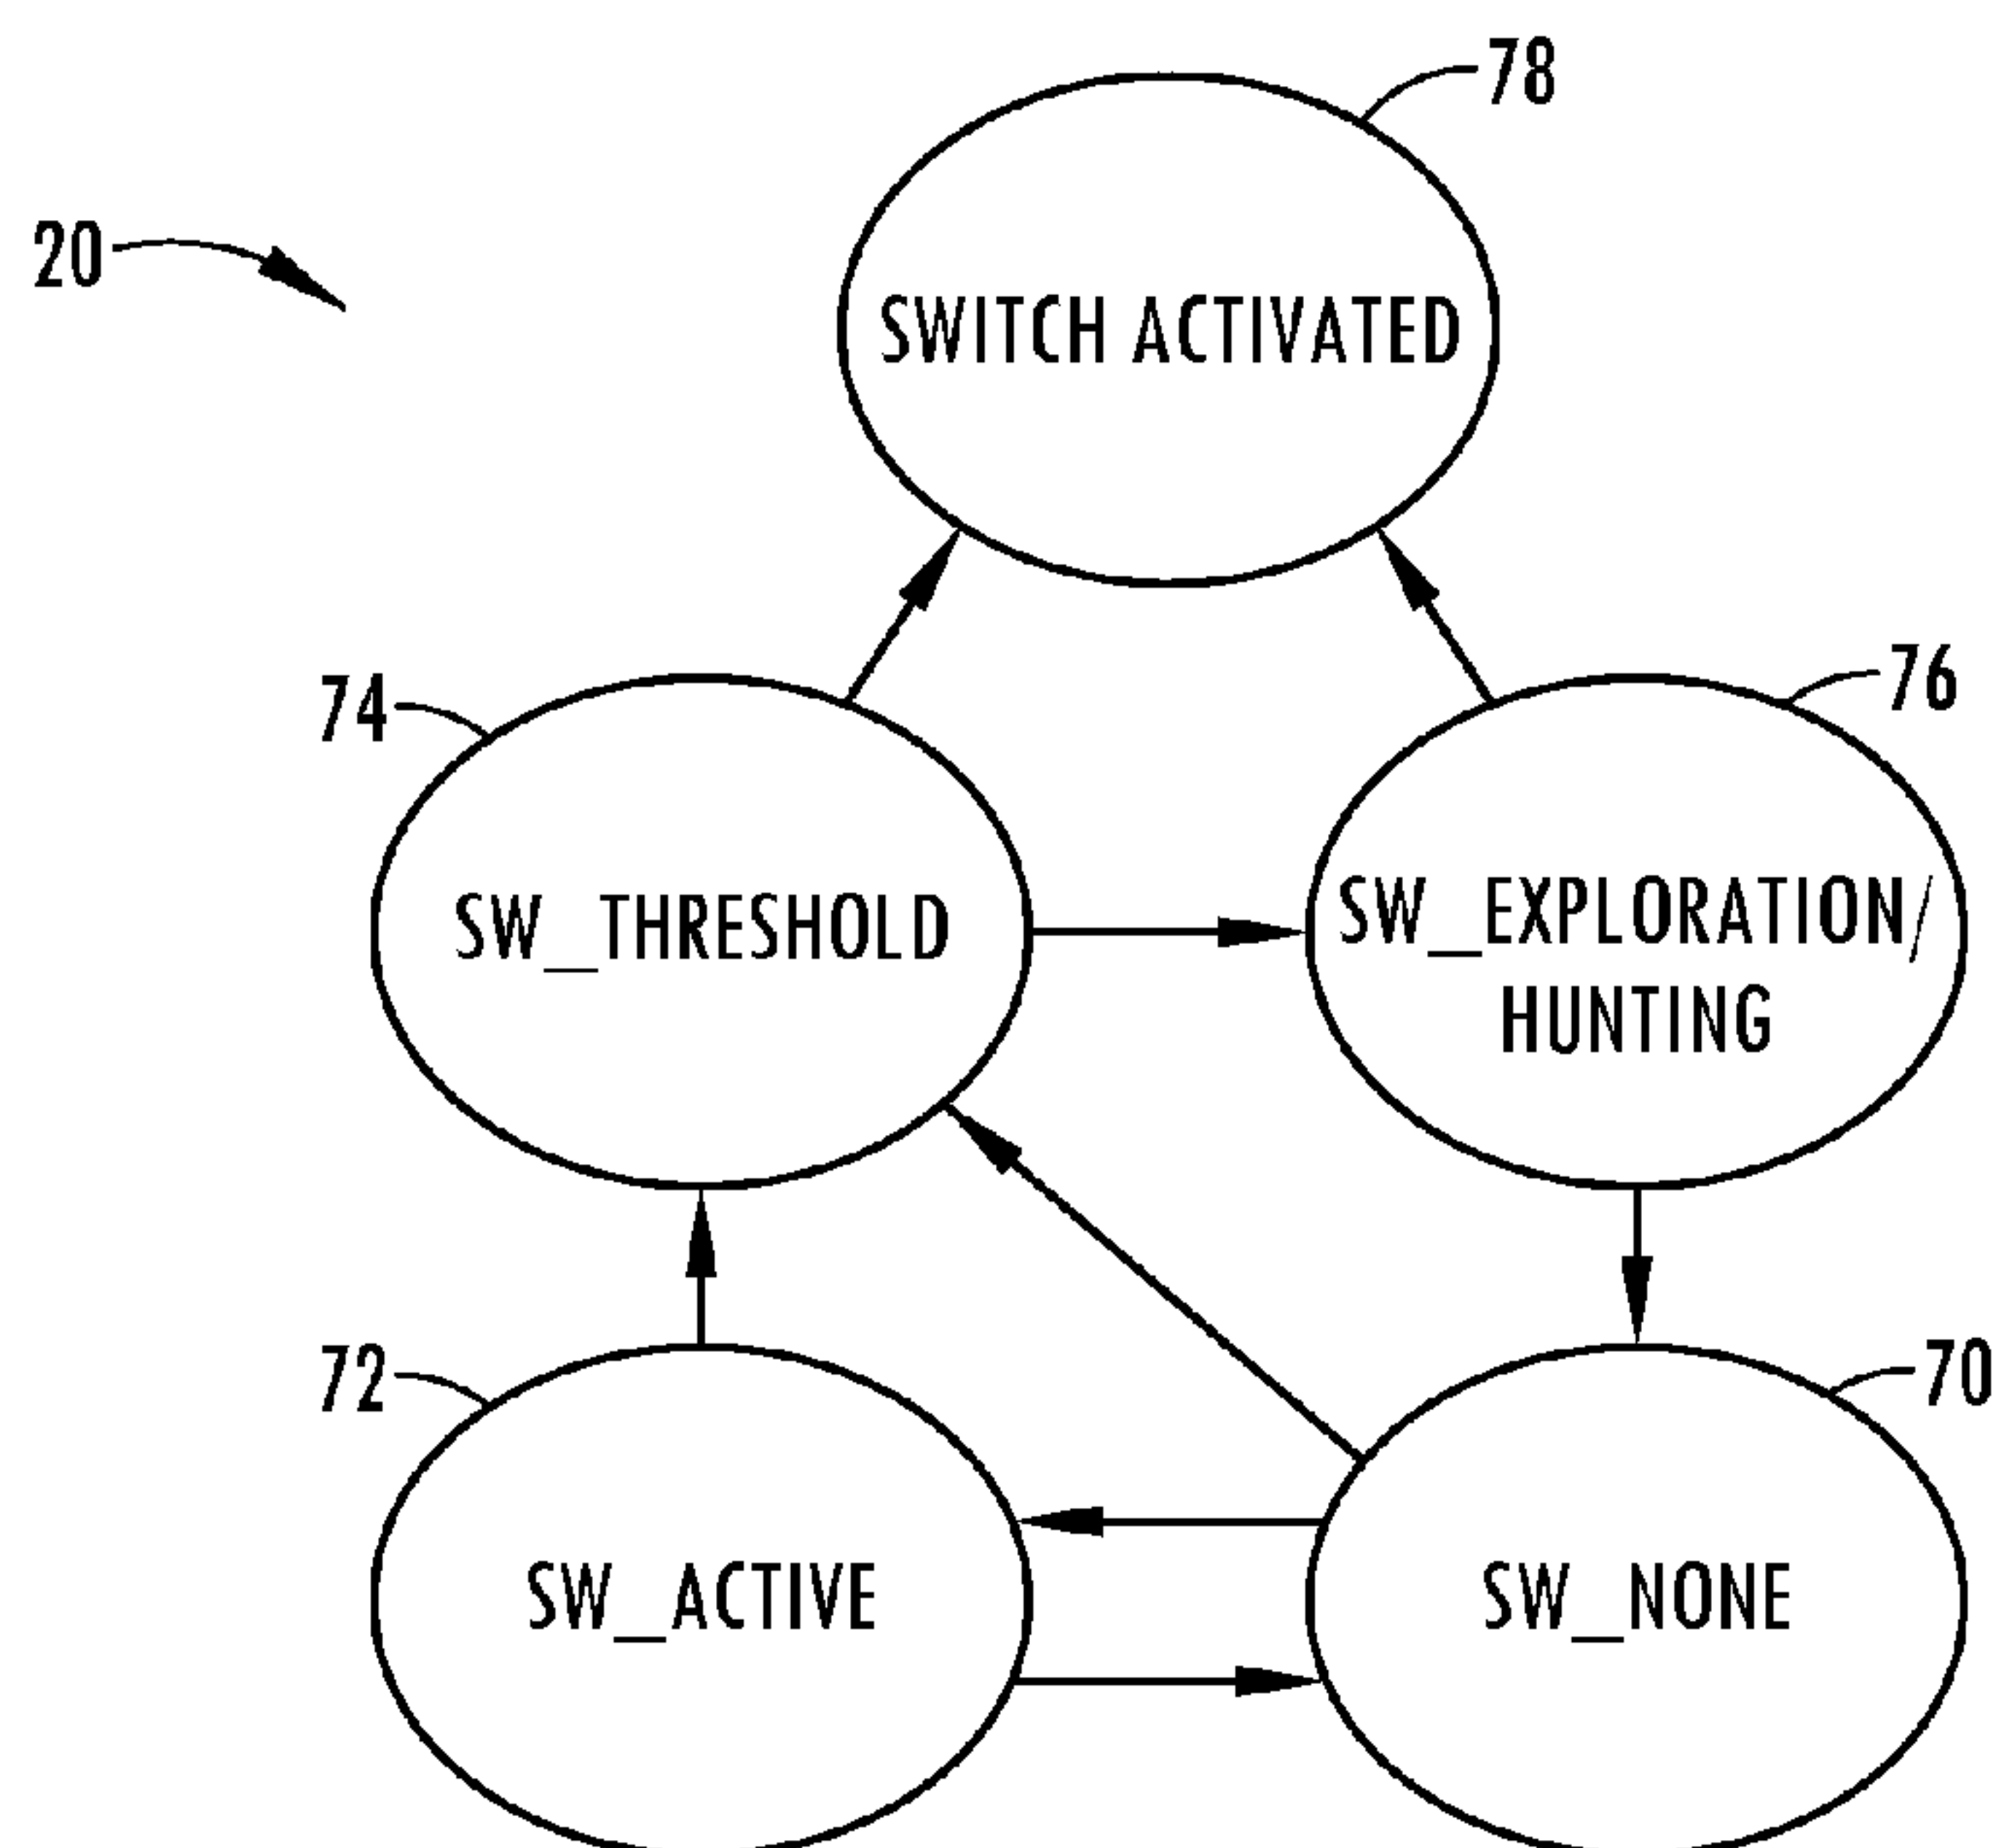 78
20
SWITCH ACTIVATED
74
76
SW_THRESHOLD
SW_EXPLORATION/
HUNTING
72
70
SW_ACTIVE
SW_NONE